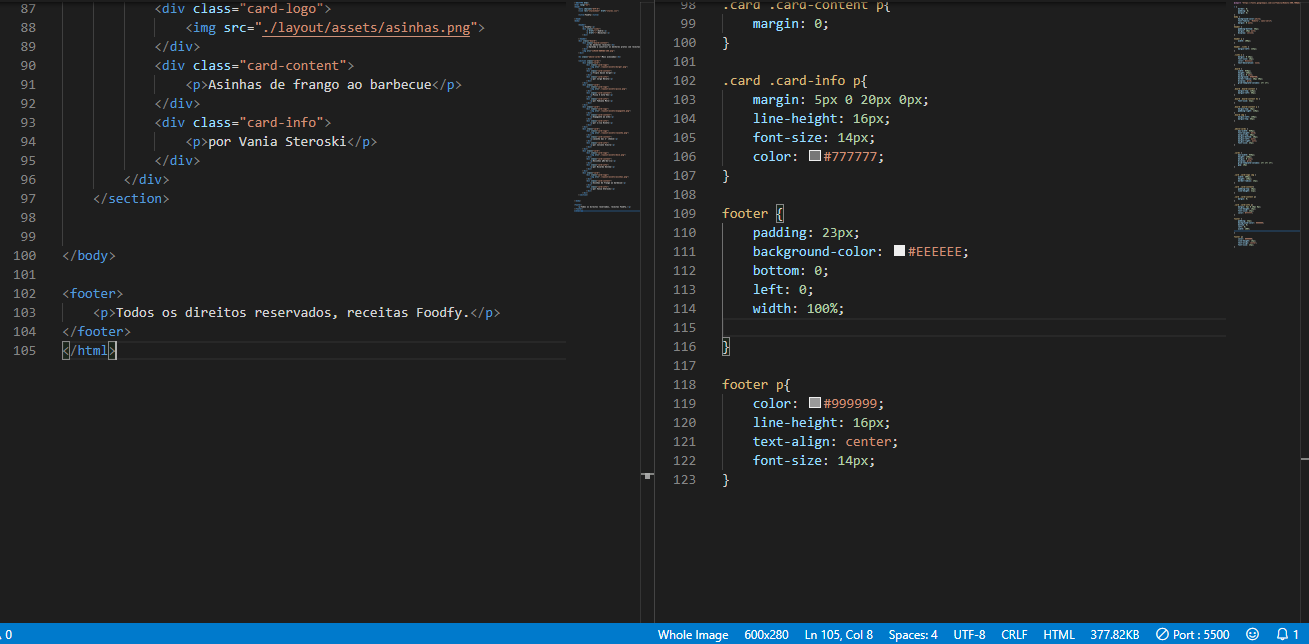 87 <div class="card-logo">
88 <img src="./layout/assets/asinhas.png">
89 </div>
90 <div class="card-content">
91 <p>Asinhas de frango ao barbecue</p>
92 </div>
93 <div class="card-info">
94 <p>por Vania Steroski</p>
95 </div>
96 </div>
97 </section>
98
99
100 </body>
101
102 <footer>
103 <p>Todos os direitos reservados, receitas Foodfy.</p>
104 </footer>
105 </html>
98 .card .card-content p{
99 margin: 0;
100 }
101
102 .card .card-info p{
103 margin: 5px 0 20px 0px;
104 line-height: 16px;
105 font-size: 14px;
106 color: #777777;
107 }
108
109 footer {
110 padding: 23px;
111 background-color: #EEEEEE;
112 bottom: 0;
113 left: 0;
114 width: 100%;
115
116 }
117
118 footer p{
119 color: #999999;
120 line-height: 16px;
121 text-align: center;
122 font-size: 14px;
123 }
0 Whole Image 600x280 Ln 105, Col 8 Spaces: 4 UTF-8 CRLF HTML 377.82KB Port : 5500 1